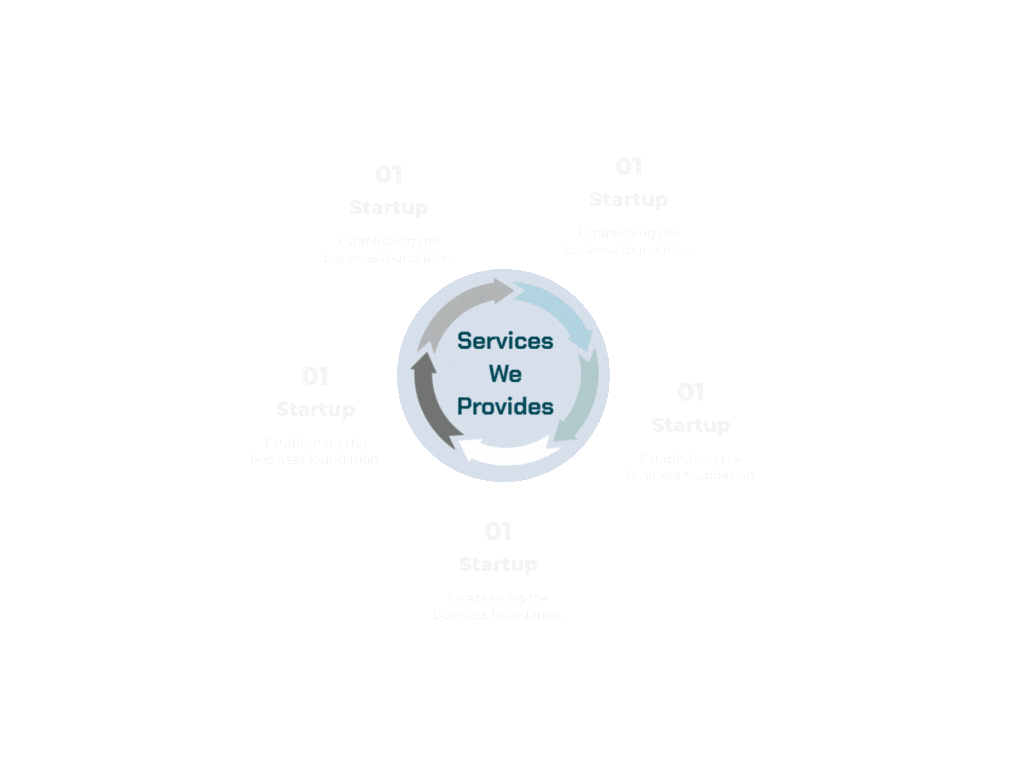 01
Startup
Establishing the
business foundation
01
Startup
Establishing the
business foundation
Services
We
Provides
01
Startup
Establishing the
business foundation
01
Startup
Establishing the
business foundation
01
Startup
Establishing the
business foundation